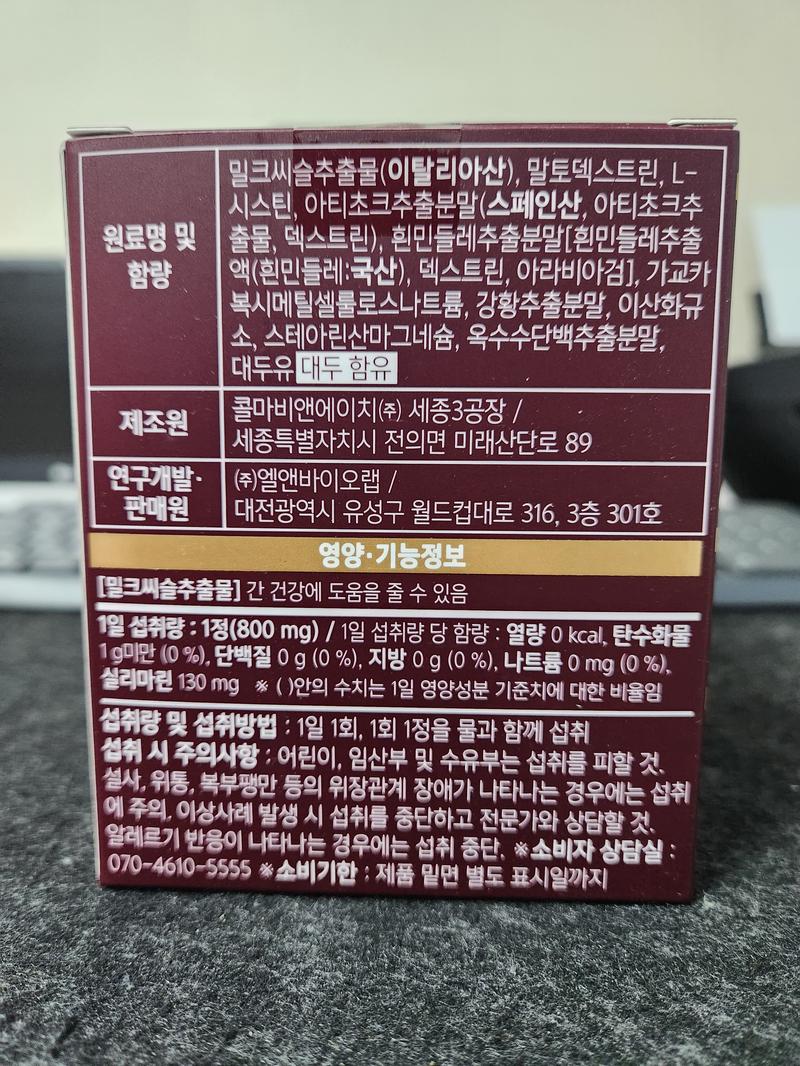 원료명 및
함량
밀크씨슬추출물(이탈리아산), 말토덱스트린, L-
시스틴, 아티초크추출분말(스페인산, 아티초크추
출물, 덱스트린), 흰민들레추출분말[흰민들레추출
액(흰민들레:국산), 덱스트린, 아라비아검], 가교카
복시메틸셀룰로스나트륨, 강황추출분말, 이산화규
소, 스테아린산마그네슘, 옥수수단백추출분말,
대두유 대두 함유
제조원
콜마비앤에이치㈜ 세종3공장 /
세종특별자치시 전의면 미래산단로 89
연구개발·
판매원
㈜엘앤바이오랩 /
대전광역시 유성구 월드컵대로 316, 3층 301호
영양·기능정보
[밀크씨슬추출물] 간 건강에 도움을 줄 수 있음
1일 섭취량 : 1정(800 mg) / 1일 섭취량 당 함량 : 열량 0 kcal, 탄수화물
1 g미만 (0 %), 단백질 0 g (0 %), 지방 0 g (0 %), 나트륨 0 mg (0 %),
실리마린 130 mg ※ ( )안의 수치는 1일 영양성분 기준치에 대한 비율임
섭취량 및 섭취방법 : 1일 1회, 1회 1정을 물과 함께 섭취
섭취 시 주의사항 : 어린이, 임산부 및 수유부는 섭취를 피할 것.
설사, 위통, 복부팽만 등의 위장관계 장애가 나타나는 경우에는 섭취
에 주의. 이상사례 발생 시 섭취를 중단하고 전문가와 상담할 것.
알레르기 반응이 나타나는 경우에는 섭취 중단. ※소비자 상담실 :
070-4610-5555 ※소비기한 : 제품 밑면 별도 표시일까지